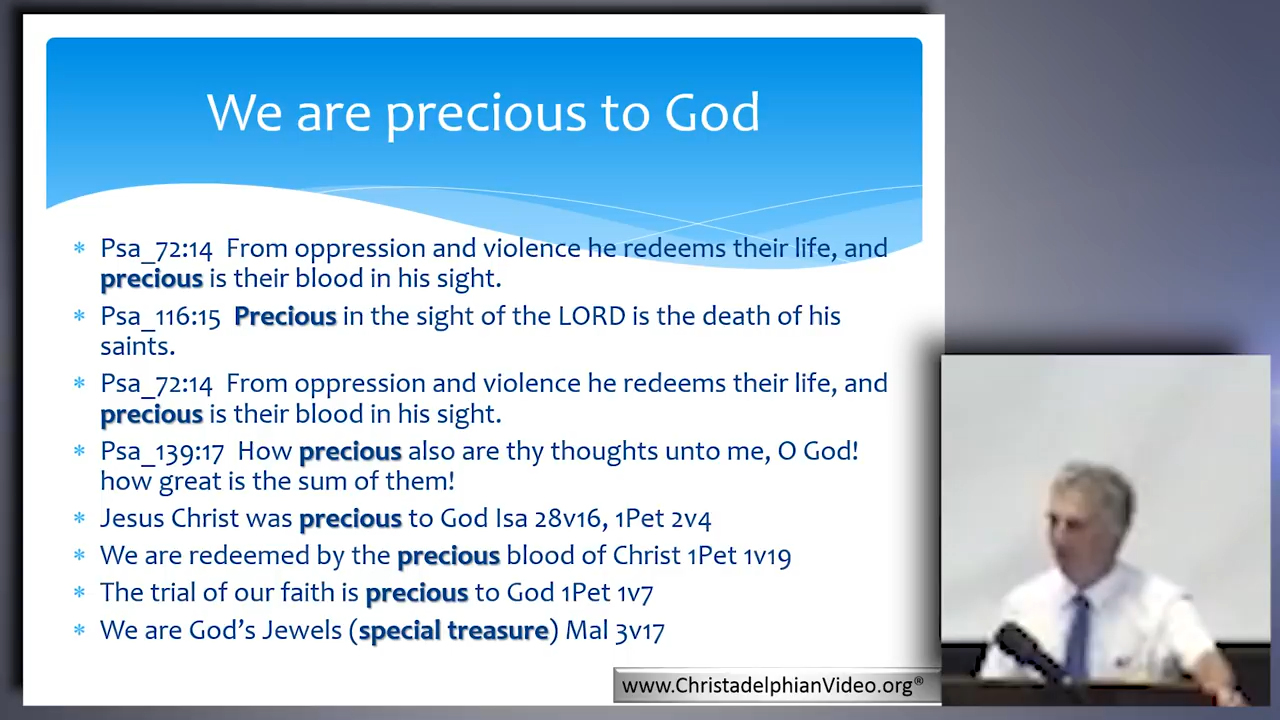 We are precious to God
* Psa_72:14 From oppression and violence he redeems their life, and
precious is their blood in his sight.
* Psa_116:15 Precious in the sight of the LORD is the death of his
saints.
* Psa_72:14 From oppression and violence he redeems their life, and
precious is their blood in his sight.
* Psa_139:17 How precious also are thy thoughts unto me, O God!
how great is the sum of them!
* Jesus Christ was precious to God Isa 28v16, 1Pet 2v4
* We are redeemed by the precious blood of Christ 1Pet 1v19
* The trial of our faith is precious to God 1Pet 1v7
* We are God’s Jewels (special treasure) Mal 3v17
www.ChristadelphianVideo.org®